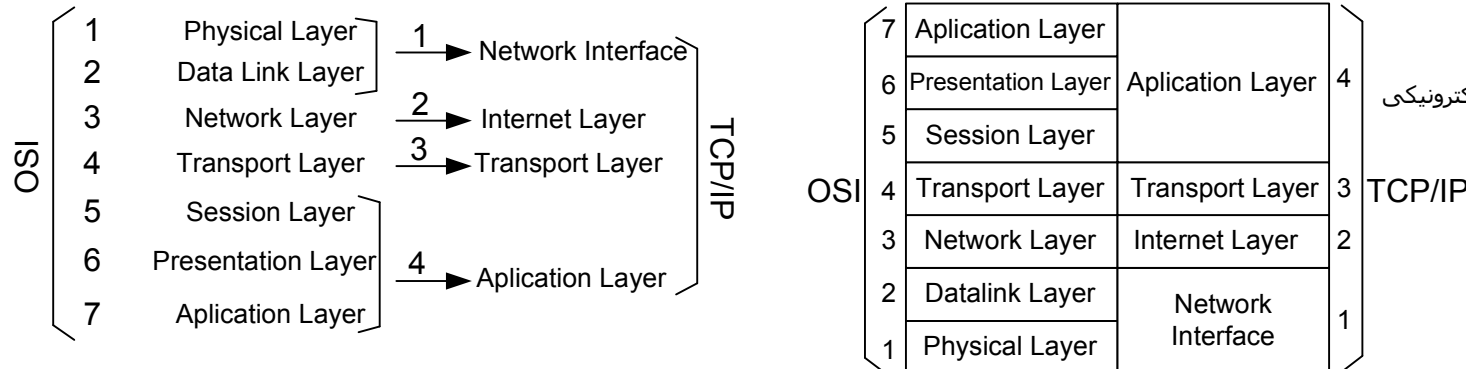 OSI
1 Physical Layer
2 Data Link Layer
1 Network Interface
3 Network Layer 2 Internet Layer
4 Transport Layer 3 Transport Layer
5 Session Layer
6 Presentation Layer
4 Aplication Layer
7 Aplication Layer
TCP/IP
7 Aplication Layer
6 Presentation Layer Aplication Layer 4
5 Session Layer
OSI 4 Transport Layer Transport Layer 3 TCP/IP
3 Network Layer Internet Layer 2
2 Datalink Layer
Network
Interface 1
1 Physical Layer